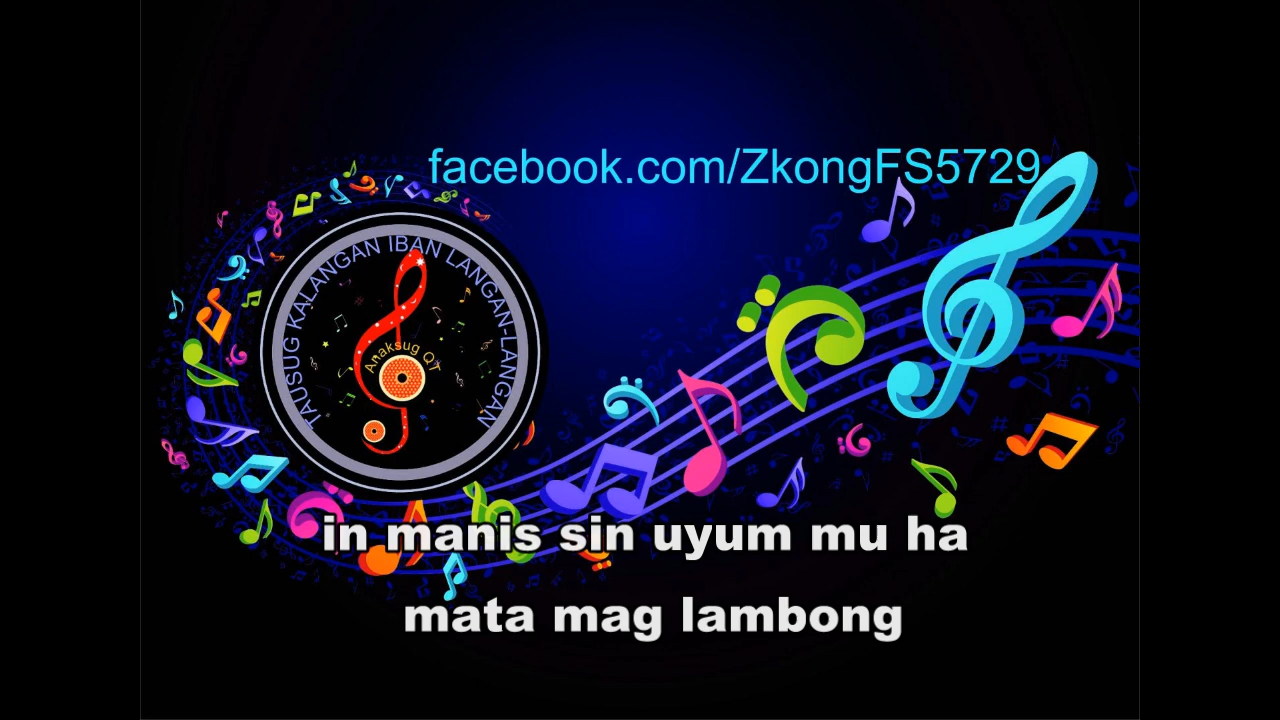 facebook.com/ZkongFS5729
TAUSUG KALANGAN IBAN LANGAN-LANGAN
Anaksug QT
in manis sin uyum mu ha
mata mag lambong